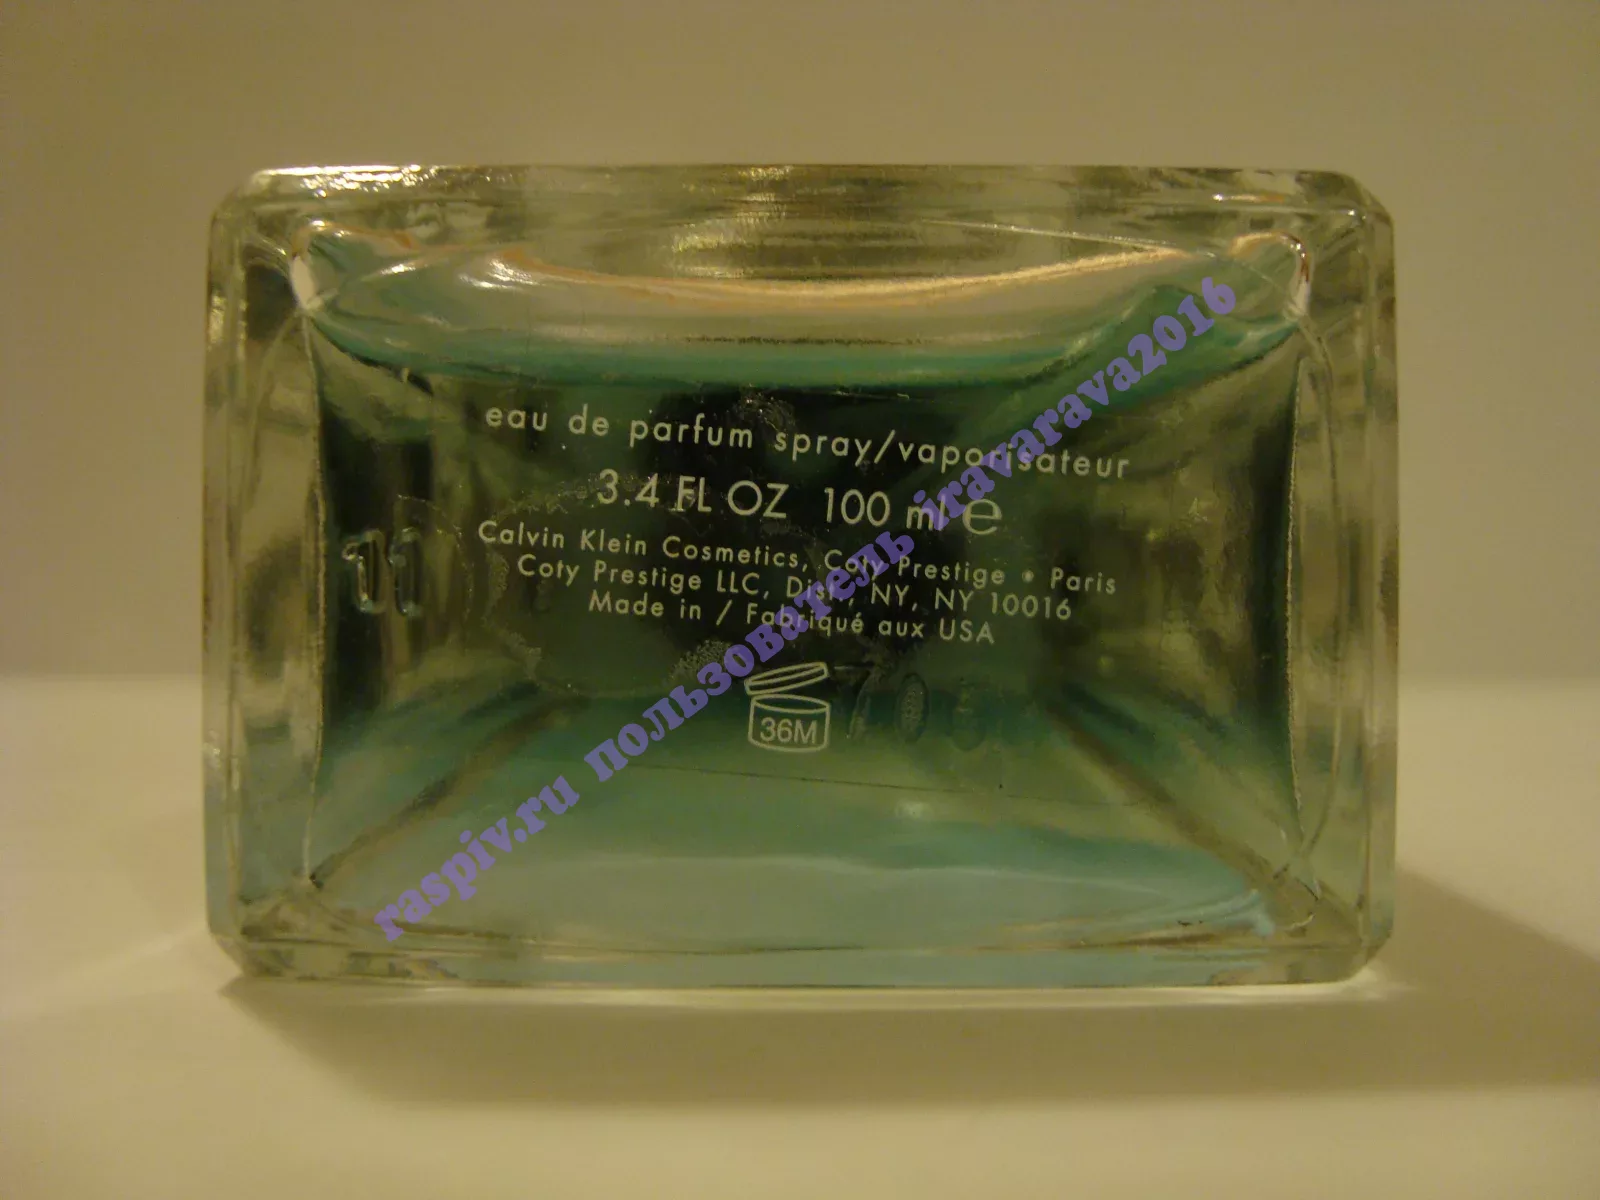 eau de parfum spray/vaporisateur
3.4 FL OZ 100 ml e
Calvin Klein Cosmetics, Coty Prestige • Paris
Coty Prestige LLC, Dist., NY, NY 10016
Made in / Fabriqué aux USA
36M
11
raspiv.ru пользователь iravarava2016